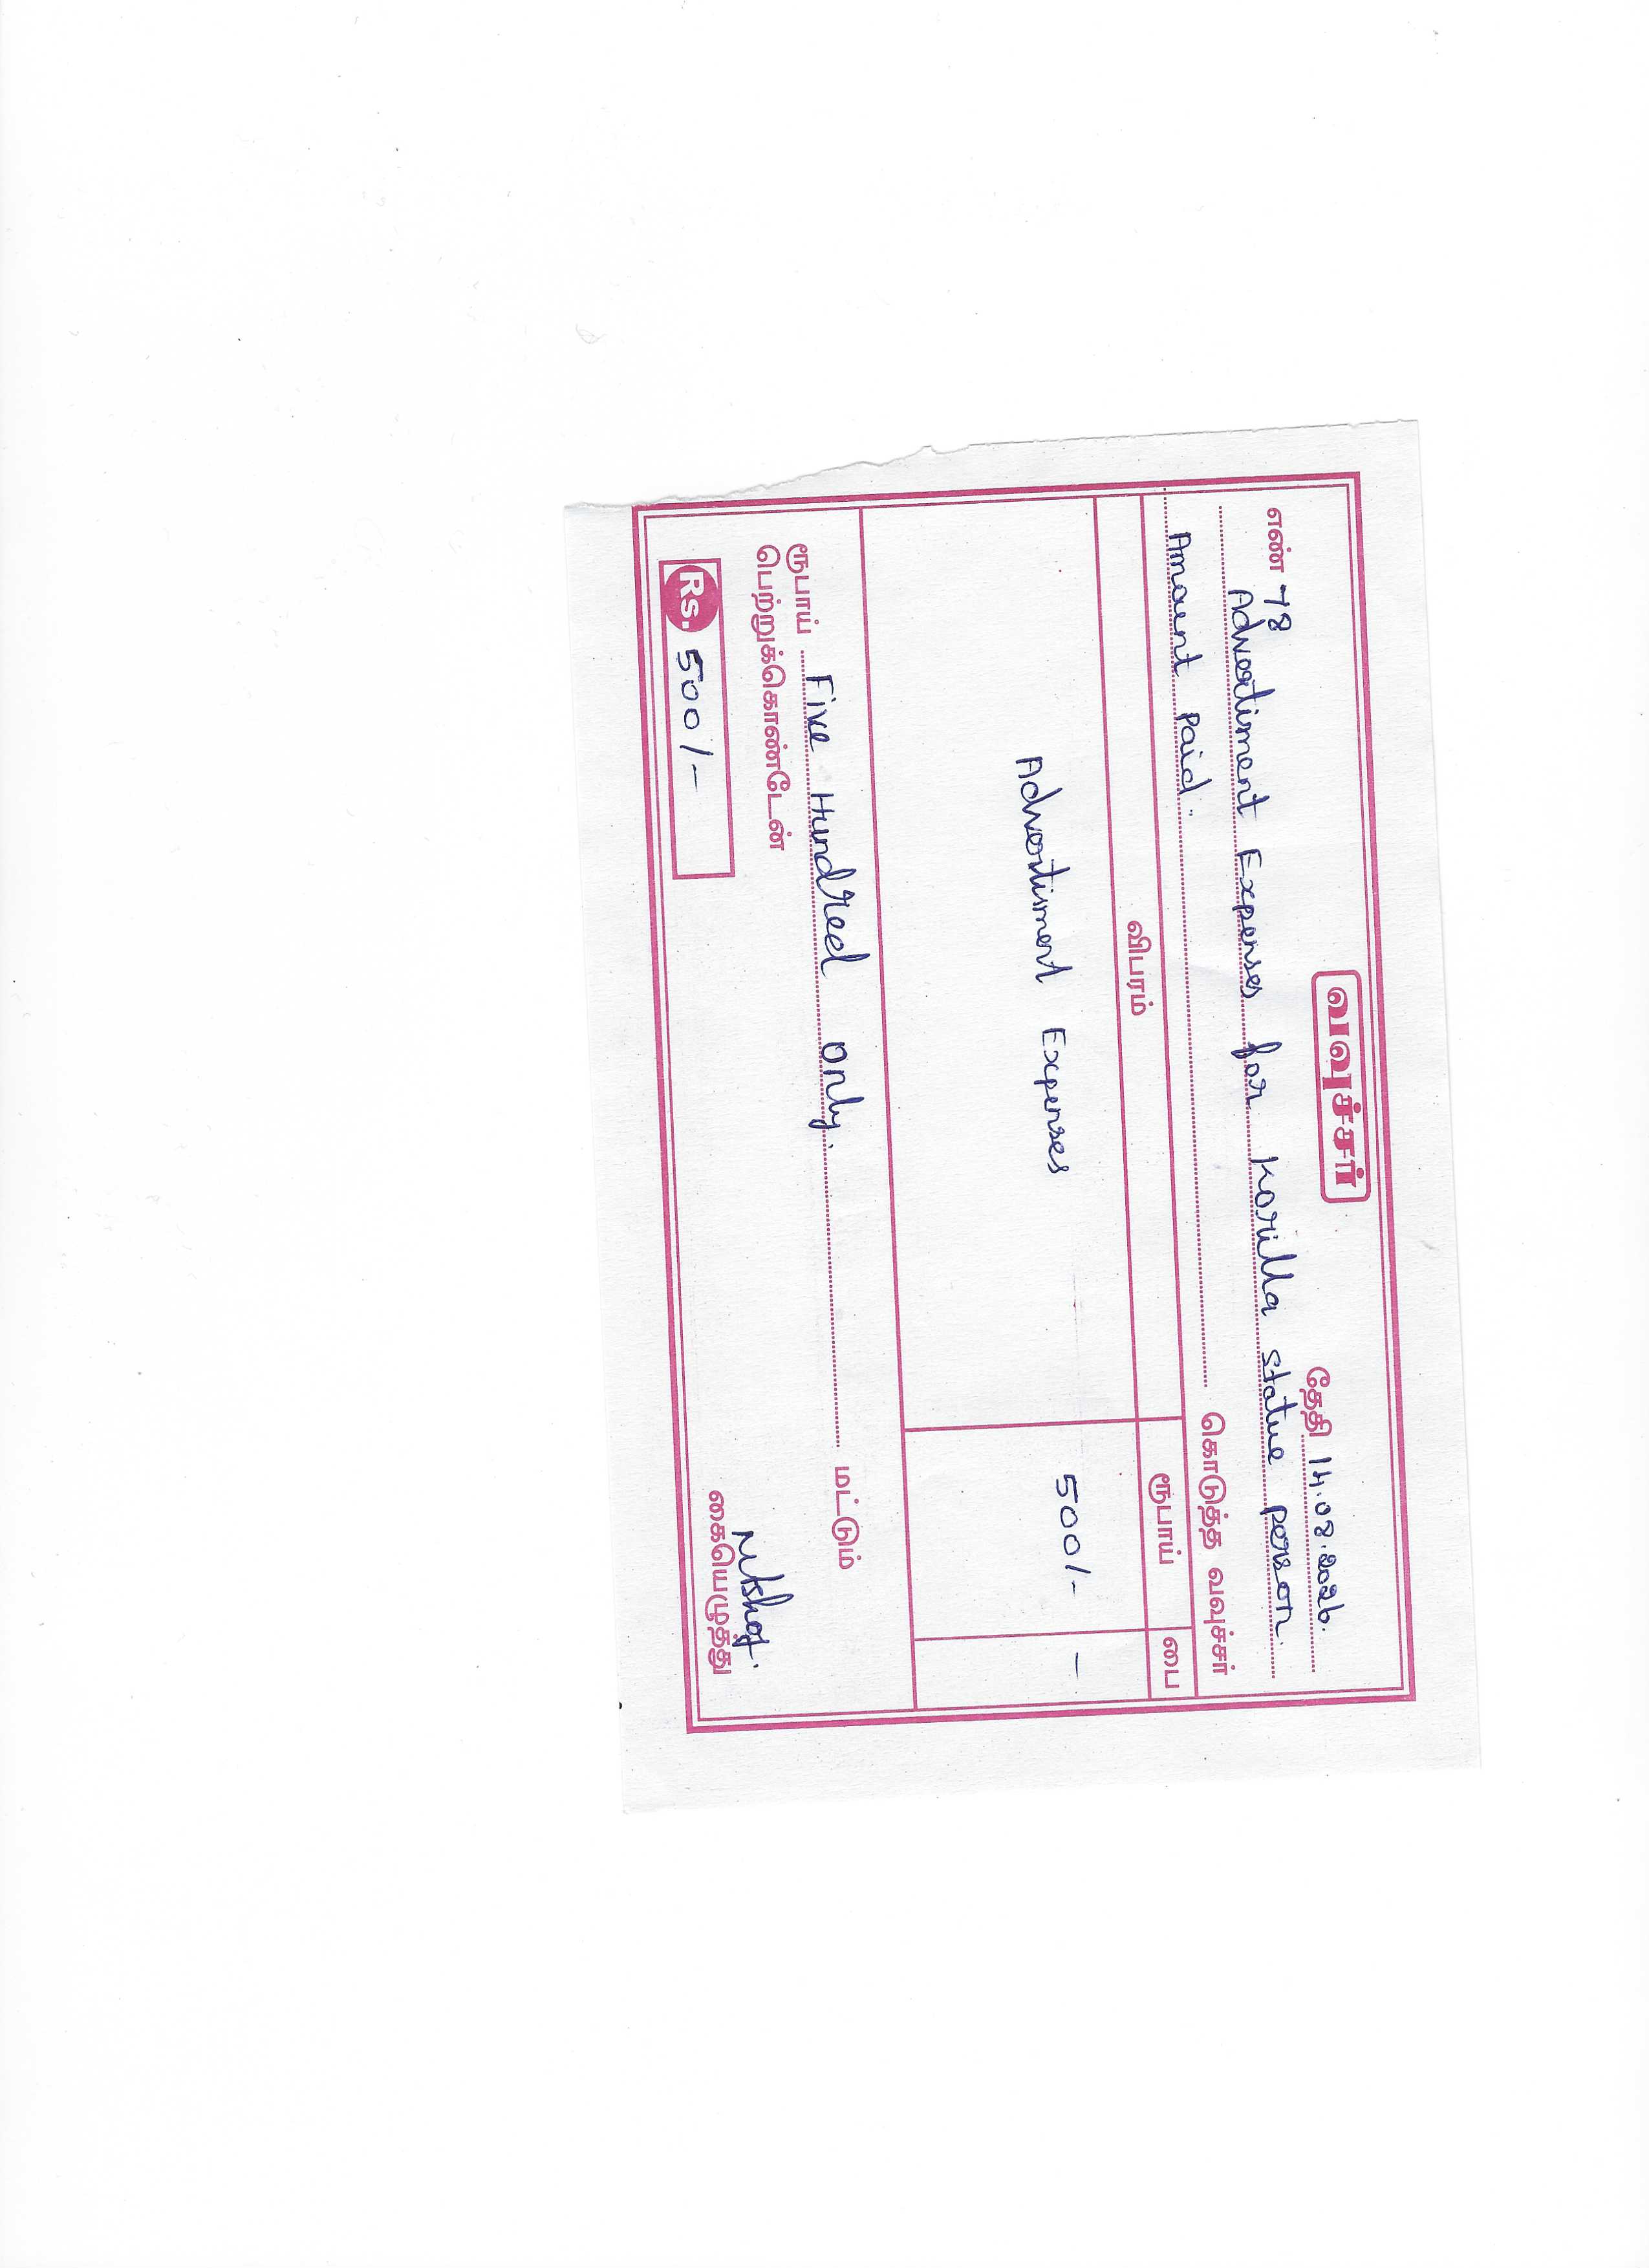 வவுச்சர்
எண் 78 தேதி 14.03.2026.
Advertisment Expenses for Korilla statue person.
Amount Paid. கொடுத்த வவுச்சர்
விபரம் ரூபாய் பை
Advertisment Expenses 500/- -
ரூபாய் Five Hundred only. மட்டும்
பெற்றுக்கொண்டேன்
Rs. 500/-
கையெழுத்து